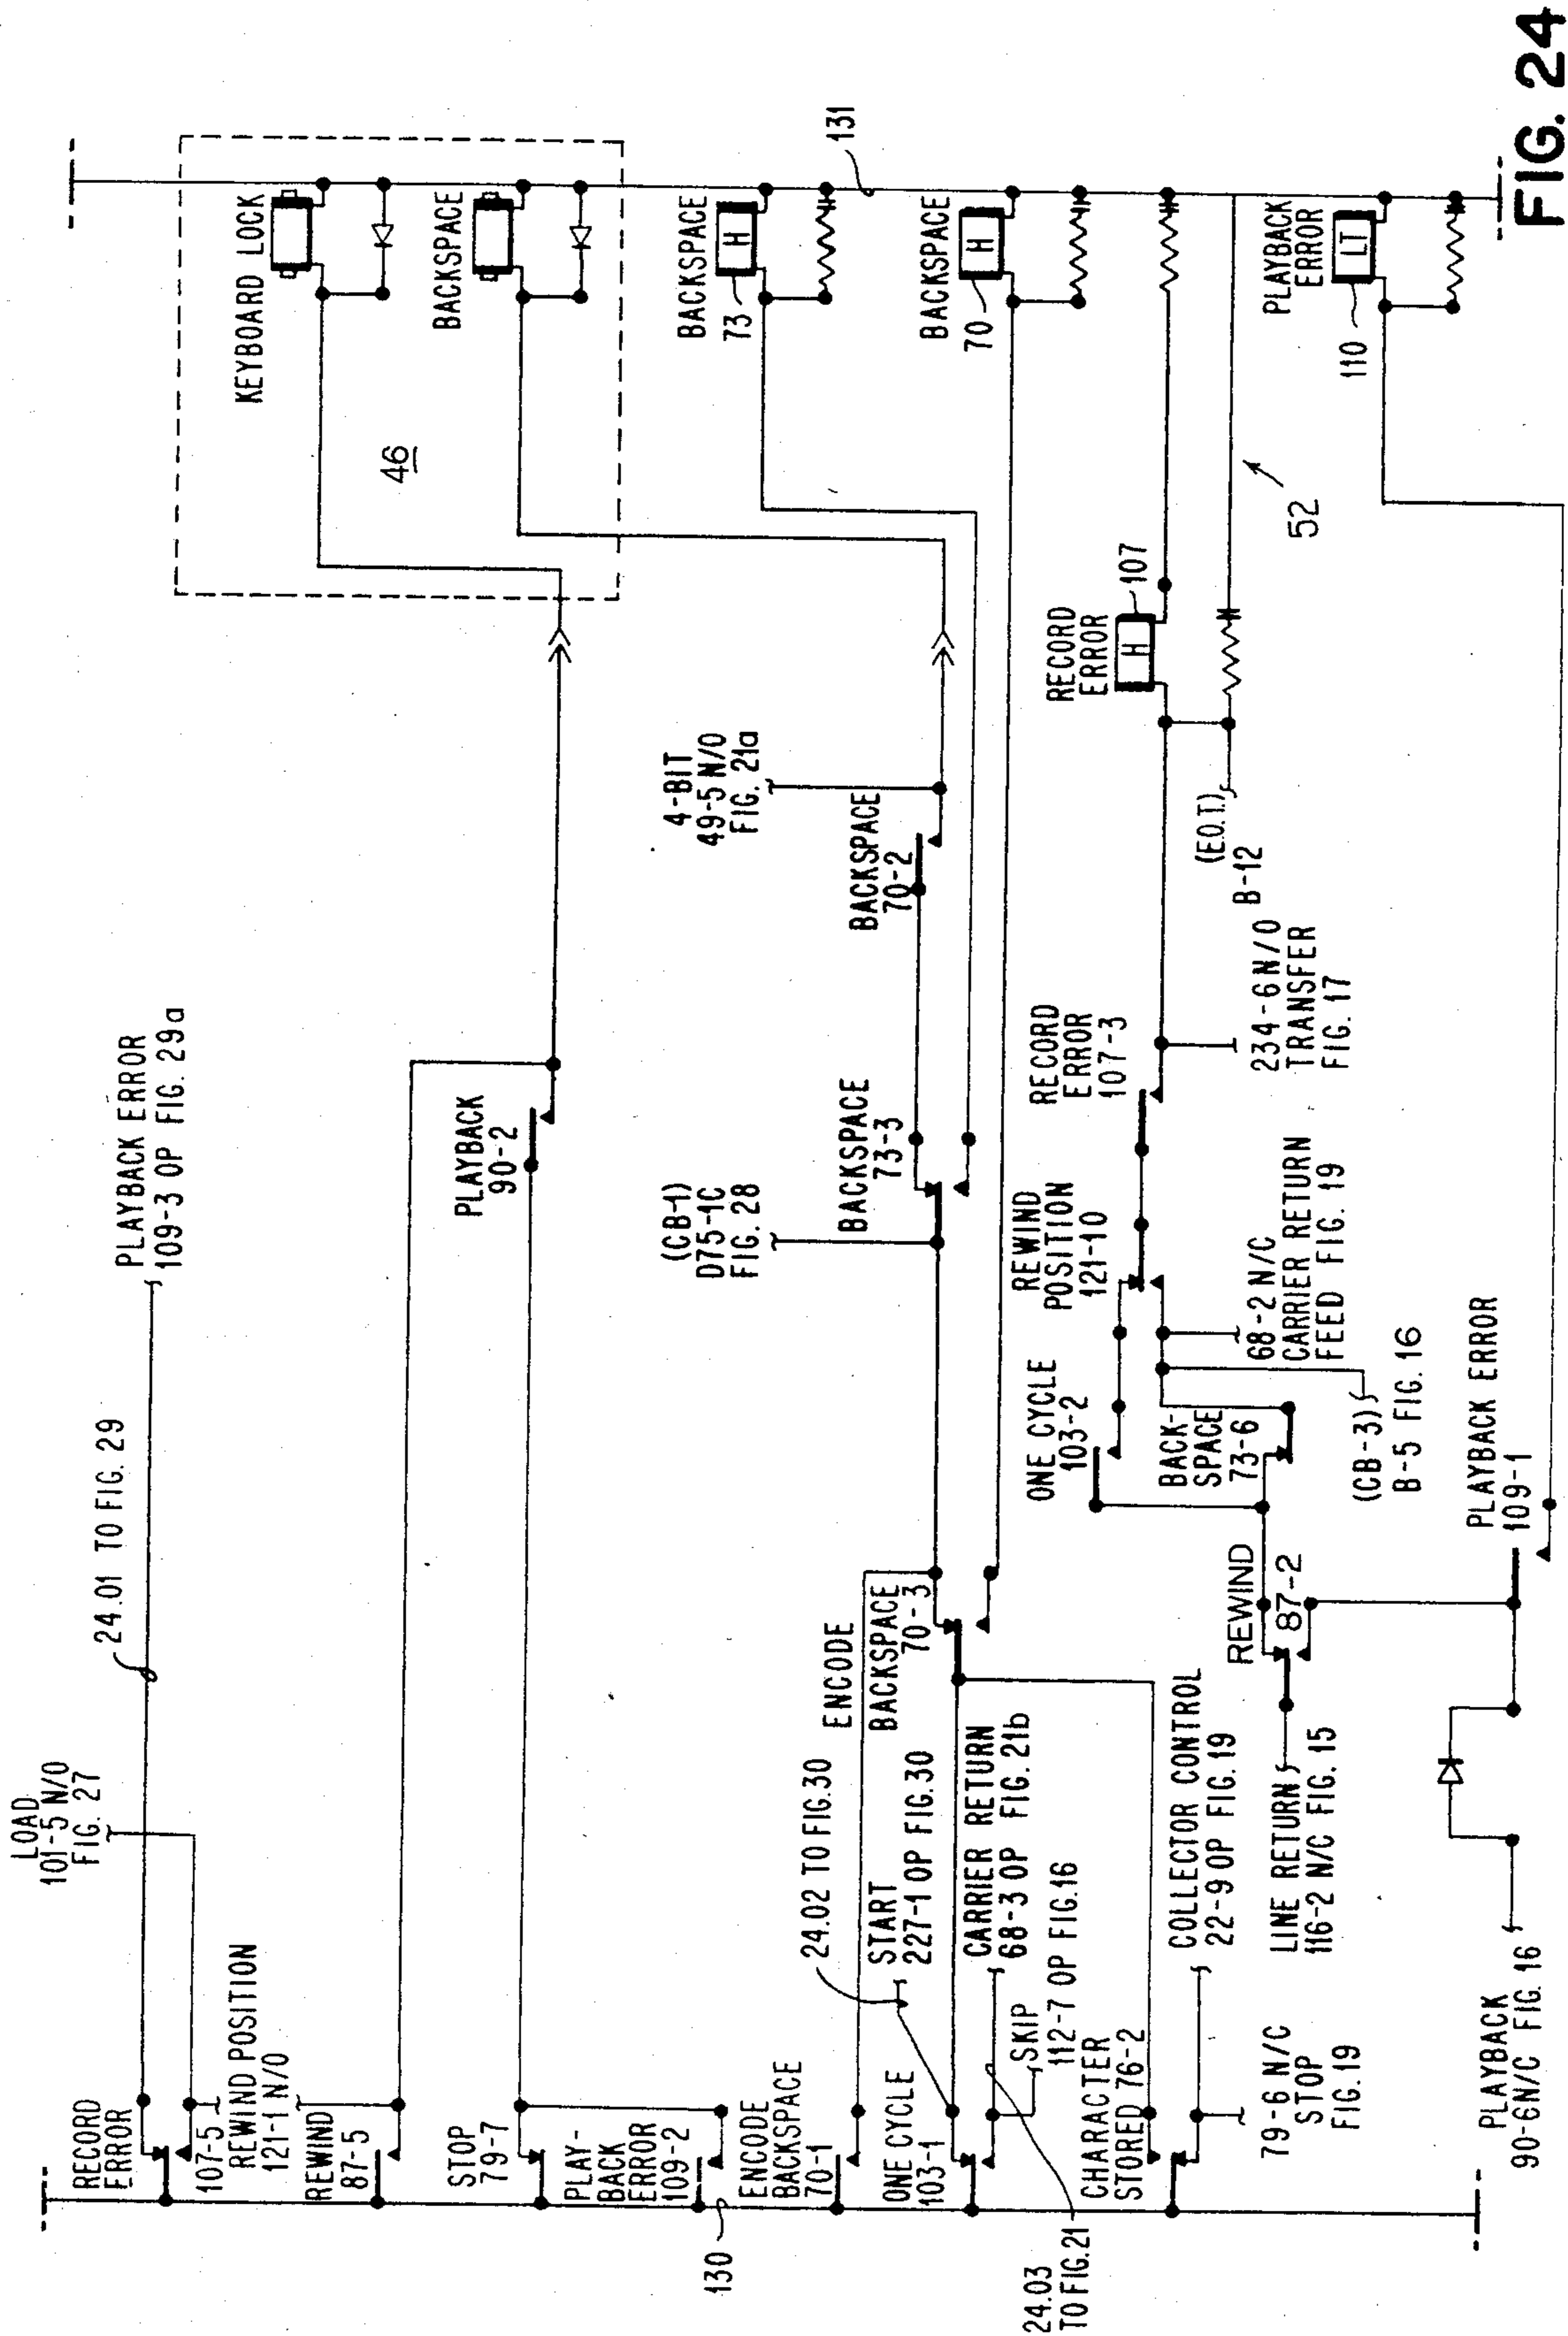 LOAD
101-5 N/O
FIG. 27
24.01 TO FIG. 29
PLAYBACK ERROR
109-3 OP FIG. 29a
RECORD
ERROR
107-5
REWIND POSITION
121-1 N/O
REWIND
87-5
STOP
79-7
PLAY-
BACK
ERROR
109-2
PLAYBACK
90-2
KEYBOARD LOCK
BACKSPACE
46
130
ENCODE
BACKSPACE
70-1
24.02 TO FIG.30
START
227-1 OP FIG.30
ENCODE
BACKSPACE
70-3
(CB-1)
D75-1C
FIG. 28
BACKSPACE
73-3
BACKSPACE
70-2
4-BIT
49-5 N/O
FIG. 21a
BACKSPACE
73
131
ONE CYCLE
103-1
CARRIER RETURN
68-3 OP FIG. 21b
SKIP
112-7 OP FIG.16
24.03
TO FIG.21
BACKSPACE
70
H
H
CHARACTER
STORED 76-2
COLLECTOR CONTROL
22-9 OP FIG.19
79-6 N/C
STOP
FIG.19
ONE CYCLE
103-2
REWIND
POSITION
121-10
RECORD
ERROR
107-3
RECORD
ERROR
H
107
BACK-
SPACE
73-6
68-2 N/C
CARRIER RETURN
FEED FIG. 19
234-6 N/O
TRANSFER
FIG. 17
(E.O.T.)
B-12
52
REWIND
87-2
LINE RETURN
116-2 N/C FIG. 15
(CB-3)
B-5 FIG. 16
PLAYBACK
90-6 N/C FIG. 16
PLAYBACK ERROR
109-1
PLAYBACK
ERROR
LT
110
FIG. 24